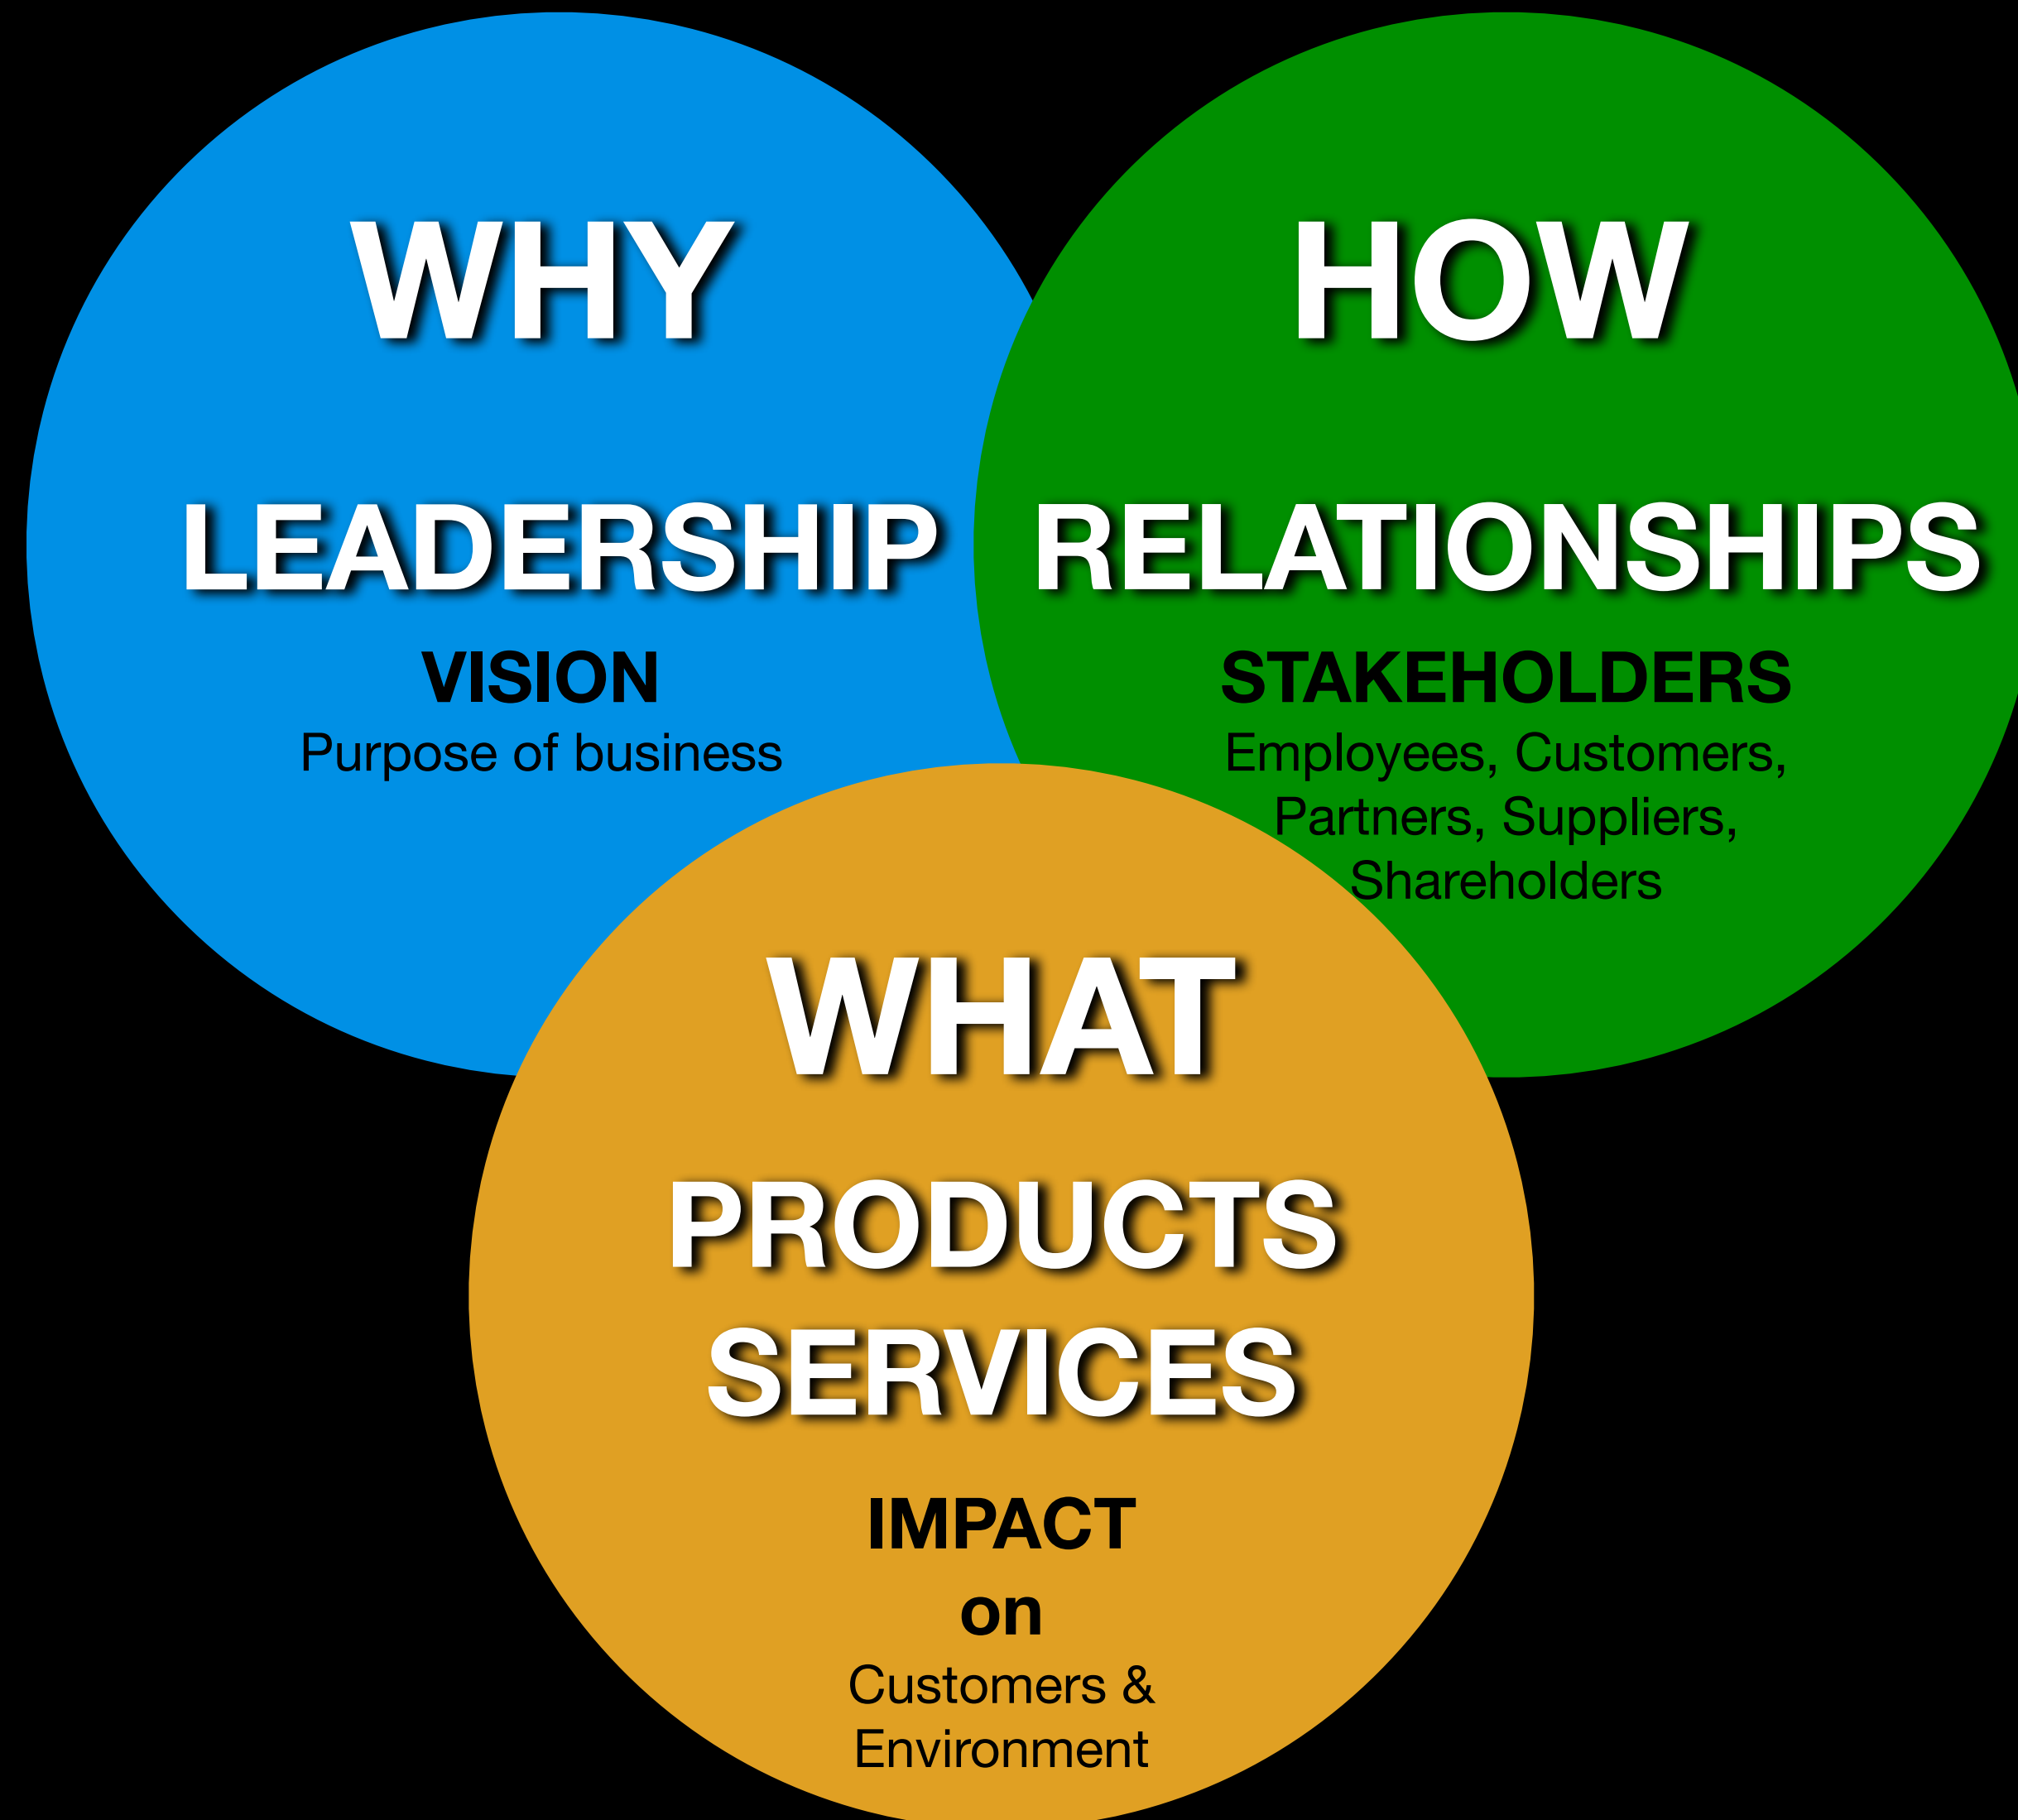 WHY
LEADERSHIP
VISION
Purpose of business
HOW
RELATIONSHIPS
STAKEHOLDERS
Employees, Customers,
Partners, Suppliers,
Shareholders
WHAT
PRODUCTS
SERVICES
IMPACT
on
Customers &
Environment